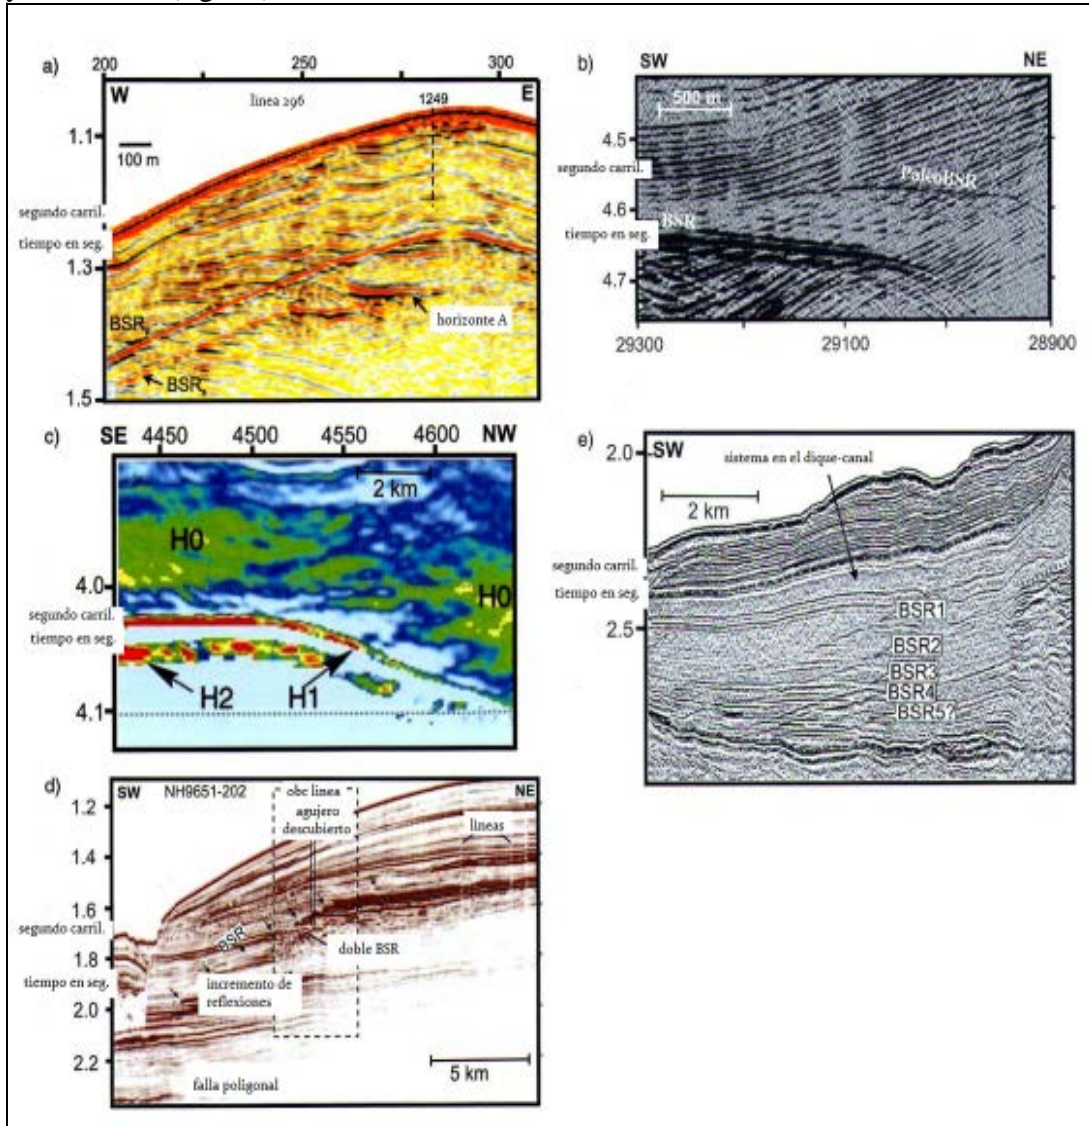 a)
200 250 300
W línea 296 1249 E
1.1
100 m
segundo carril.
tiempo en seg.
1.3
horizonte A
BSR
BSR
1.5
b)
SW NE
500 m
4.5
segundo carril.
PaleoBSR
4.6
BSR
tiempo en seg.
4.7
29300 29100 28900
c)
SE 4450 4500 4550 4600 NW
2 km
H0
4.0
H0
segundo carril.
tiempo en seg.
H2 H1
4.1
e)
2.0
SW
sistema en el dique-canal
2 km
segundo carril.
tiempo en seg.
BSR1
2.5
BSR2
BSR3
BSR4
BSR5?
d)
SW NH9651-202 obc linea NE
1.2
agujero
descubierto
lineas
1.4
1.6
segundo carril.
BSR
doble BSR
1.8
tiempo en seg.
incremento de
reflexiones
2.0
2.2
5 km
falla poligonal